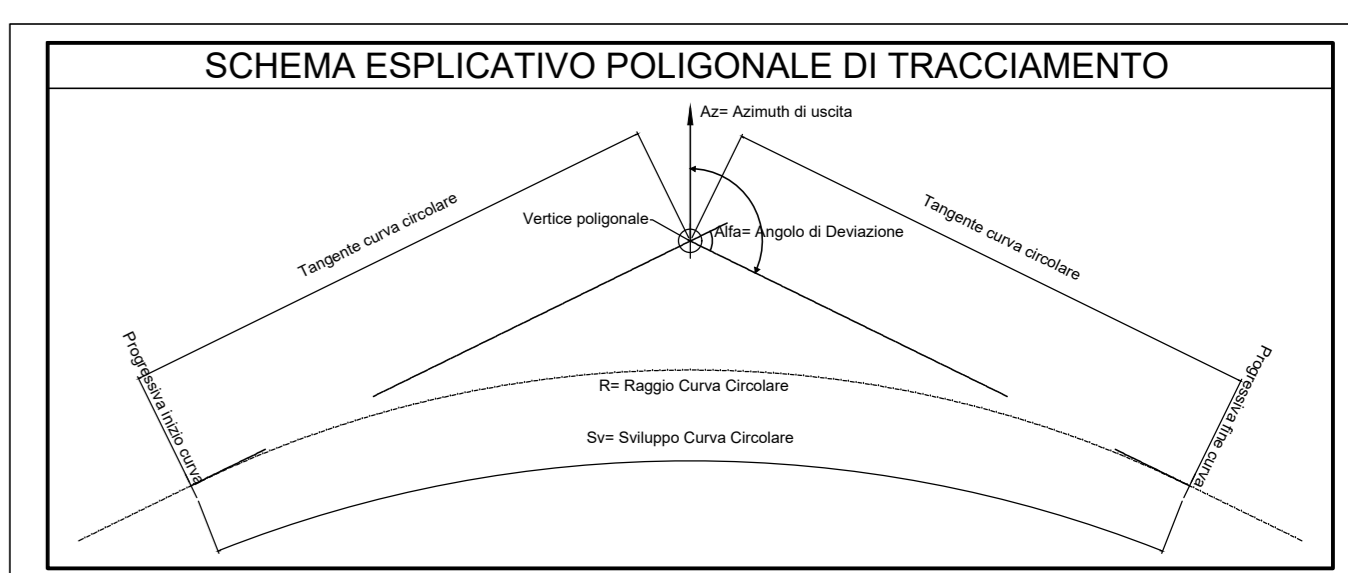 SCHEMA ESPLICATIVO POLIGONALE DI TRACCIAMENTO
Az= Azimuth di uscita
Tangente curva circolare
Vertice poligonale
Alfa= Angolo di Deviazione
Tangente curva circolare
Progressiva inizio curva
R= Raggio Curva Circolare
Sv= Sviluppo Curva Circolare
Progressiva fine curva